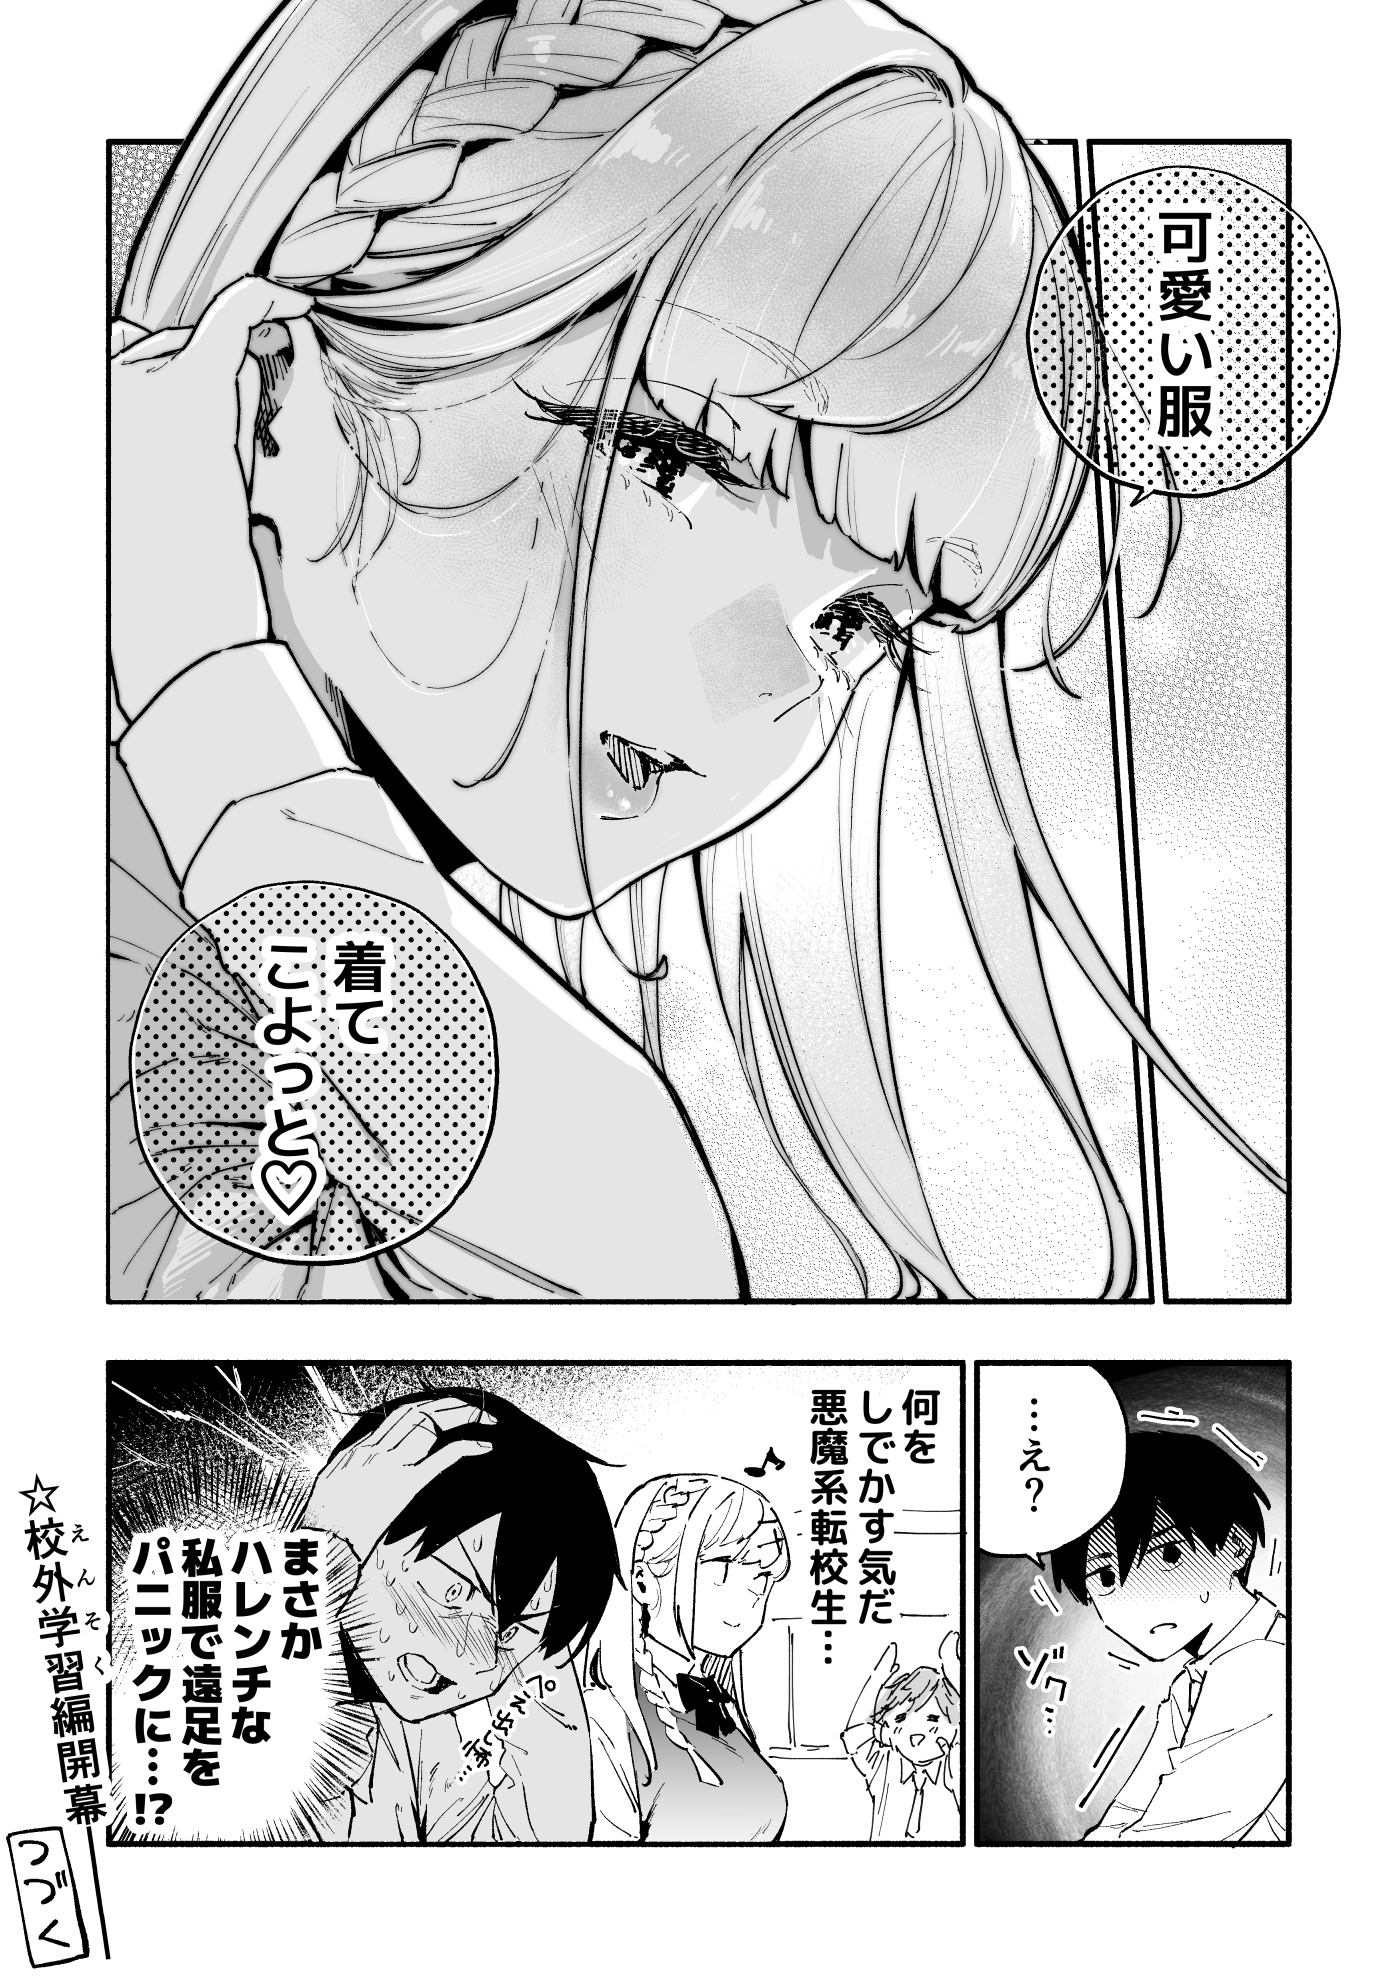 可愛い服
着て
こよっと♡
…え？
ゾクッ…
何を
しでかす気だ
悪魔系転校生…
♪
まさか
ハレンチな
私服で遠足を
パニックに…!?
☆校外学習編開幕
えんそく
つづく